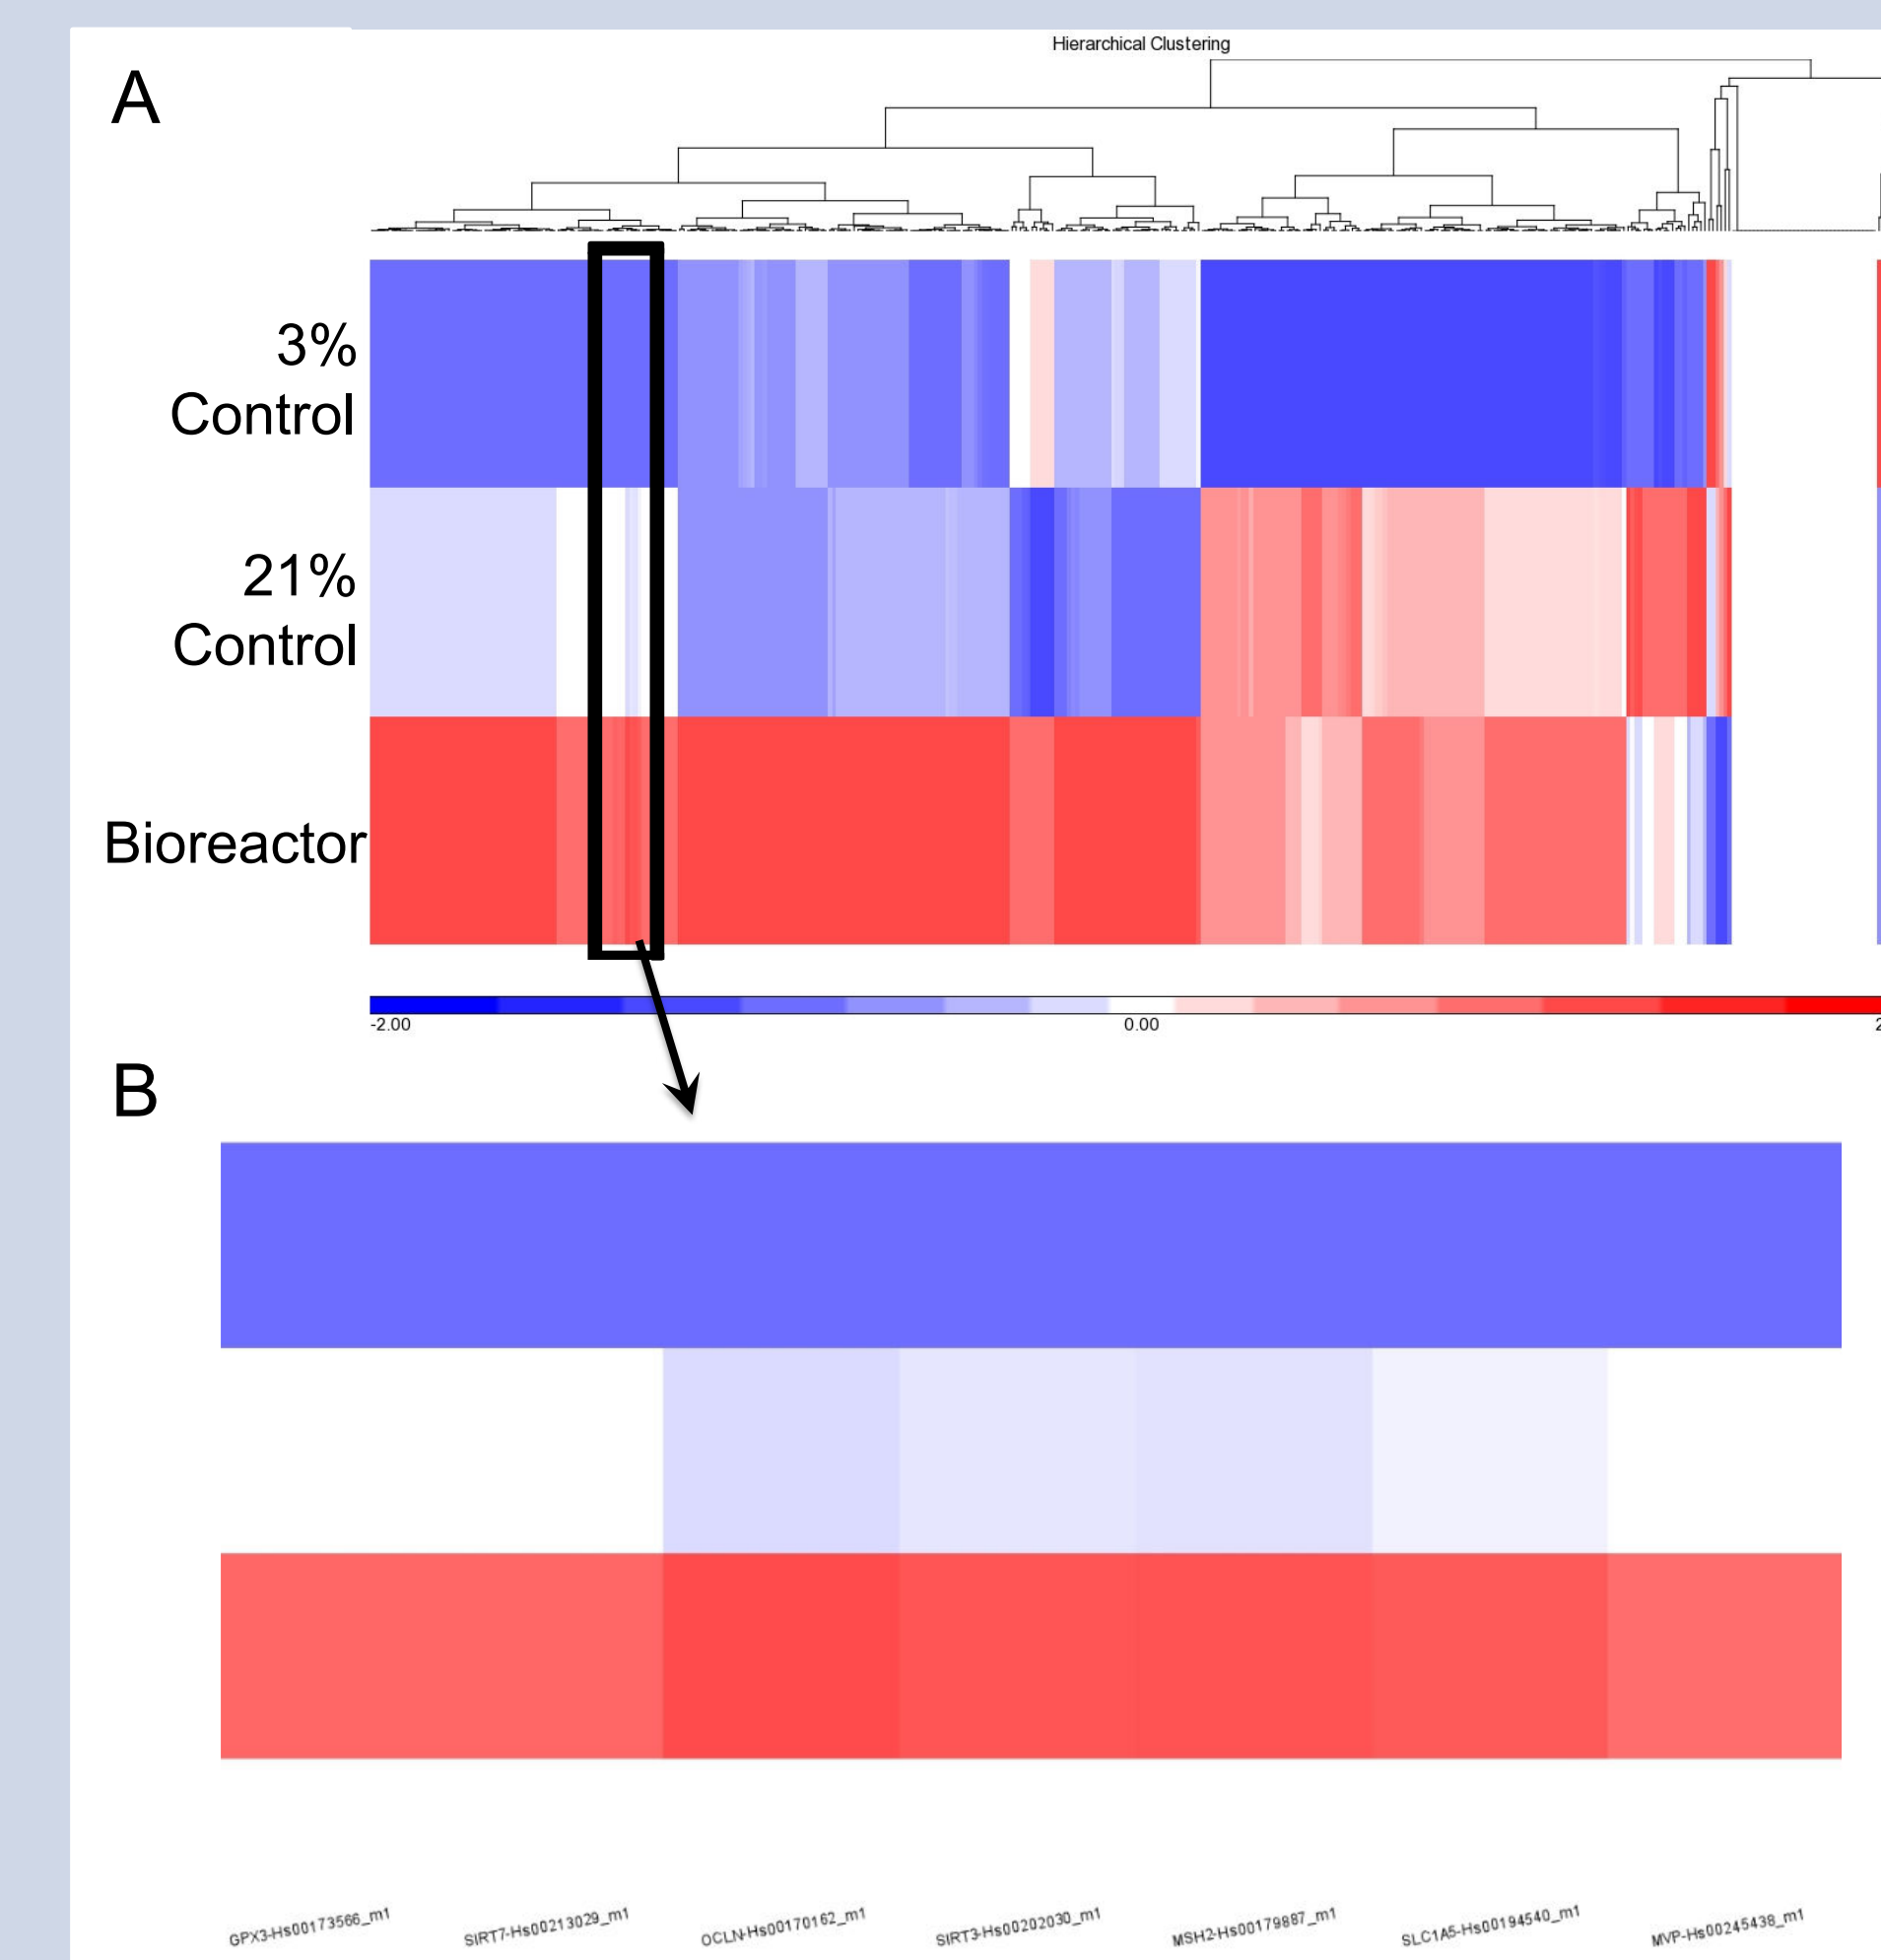 Hierarchical Clustering
A
3%
Control
21%
Control
Bioreactor
-2.00
0.00
2
B
GPX3-Hs00173566_m1
SIRT7-Hs00213029_m1
OCLN-Hs00170162_m1
SIRT3-Hs00202030_m1
MSH2-Hs00179887_m1
SLC1A5-Hs00194540_m1
MVP-Hs00245438_m1